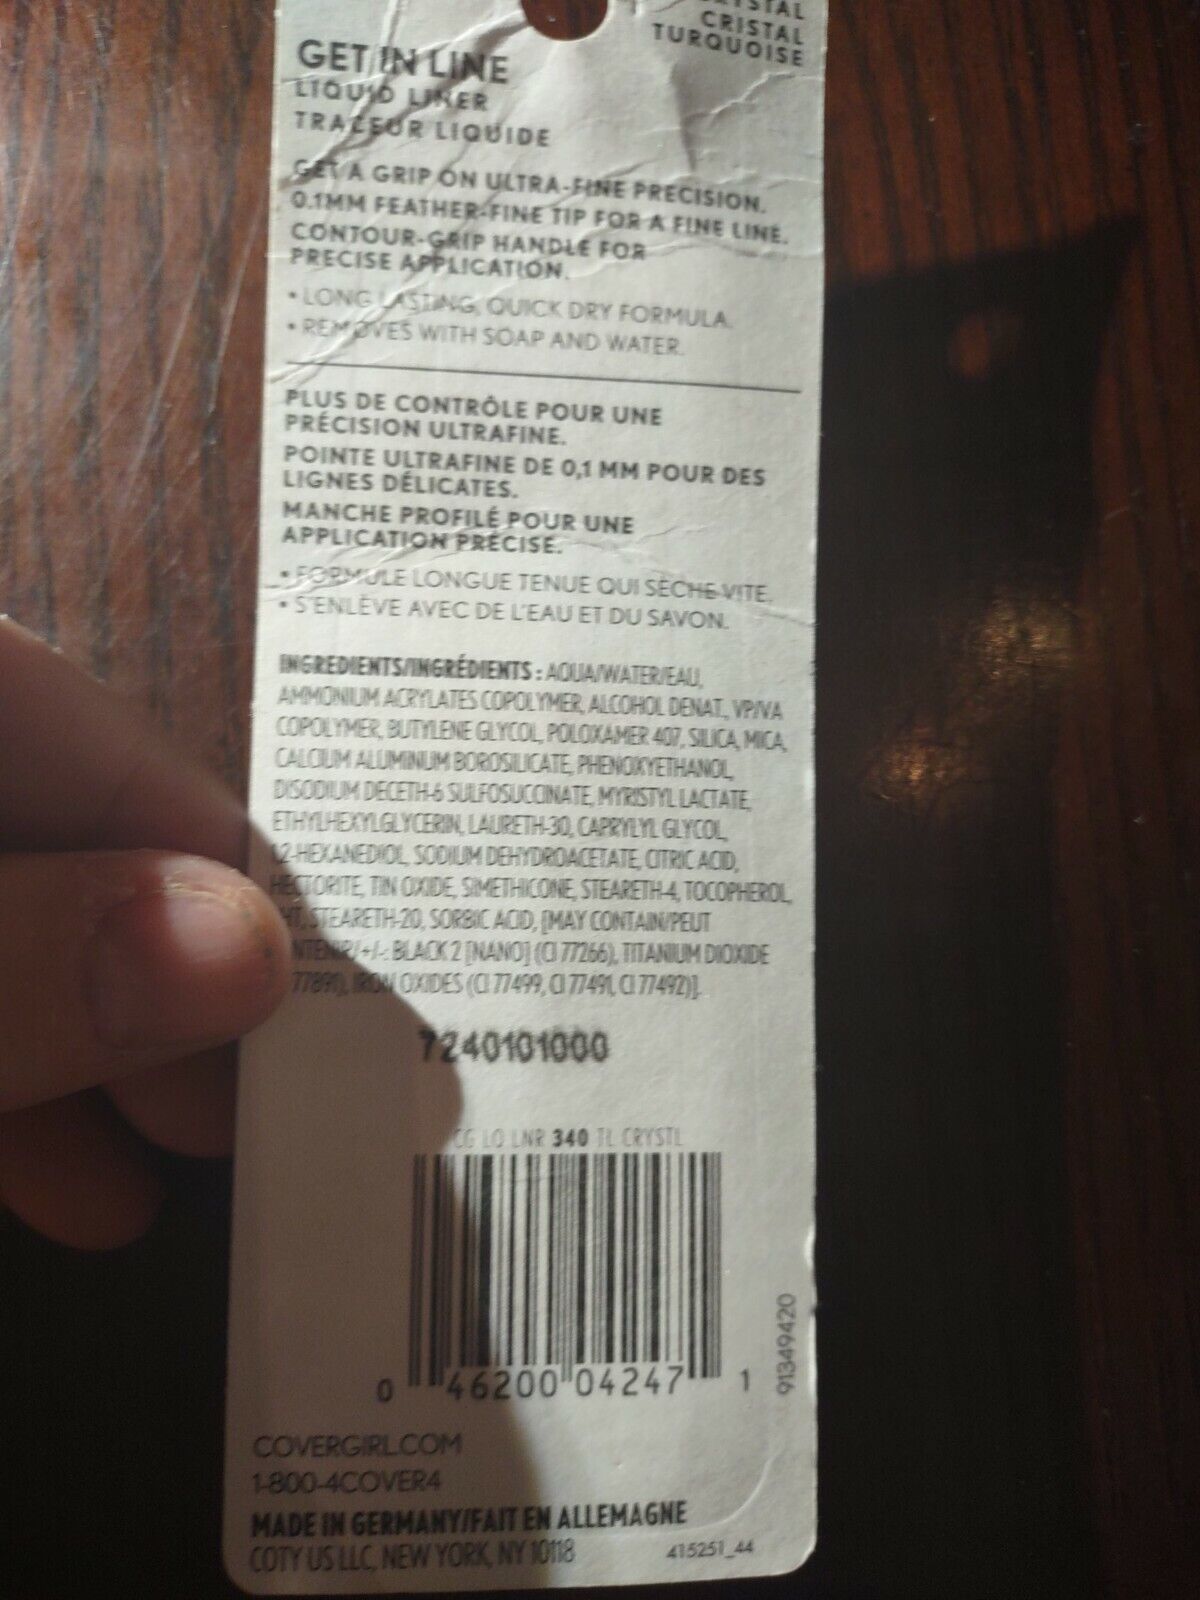 CRISTAL
TURQUOISE
GET IN LINE
LIQUID LINER
TRACEUR LIQUIDE
GET A GRIP ON ULTRA-FINE PRECISION.
0.1MM FEATHER-FINE TIP FOR A FINE LINE.
CONTOUR-GRIP HANDLE FOR
PRECISE APPLICATION.
• LONG LASTING, QUICK DRY FORMULA.
• REMOVES WITH SOAP AND WATER.
PLUS DE CONTRÔLE POUR UNE
PRÉCISION ULTRAFINE.
POINTE ULTRAFINE DE 0,1 MM POUR DES
LIGNES DÉLICATES.
MANCHE PROFILÉ POUR UNE
APPLICATION PRÉCISE.
• FORMULE LONGUE TENUE QUI SÈCHE VITE.
• S'ENLÈVE AVEC DE L'EAU ET DU SAVON.
INGREDIENTS/INGRÉDIENTS : AQUA/WATER/EAU,
AMMONIUM ACRYLATES COPOLYMER, ALCOHOL DENAT., VP/VA
COPOLYMER, BUTYLENE GLYCOL, POLOXAMER 407, SILICA, MICA,
CALCIUM ALUMINUM BOROSILICATE, PHENOXYETHANOL,
DISODIUM DECETH-6 SULFOSUCCINATE, MYRISTYL LACTATE,
ETHYLHEXYLGLYCERIN, LAURETH-30, CAPRYLYL GLYCOL,
2-HEXANEDIOL, SODIUM DEHYDROACETATE, CITRIC ACID,
HECTORITE, TIN OXIDE, SIMETHICONE, STEARETH-4, TOCOPHEROL,
STEARETH-20, SORBIC ACID, [MAY CONTAIN/PEUT
/+/-: BLACK 2 [NANO] (CI 77266), TITANIUM DIOXIDE
77891), IRON OXIDES (CI 77499, CI 77491, CI 77492)].
7240101000
CG LQ LNR 340 TL CRYSTL
0 46200 04247 1
91349420
COVERGIRL.COM
1-800-4COVER4
MADE IN GERMANY/FAIT EN ALLEMAGNE
COTY US LLC, NEW YORK, NY 10118
415251_44